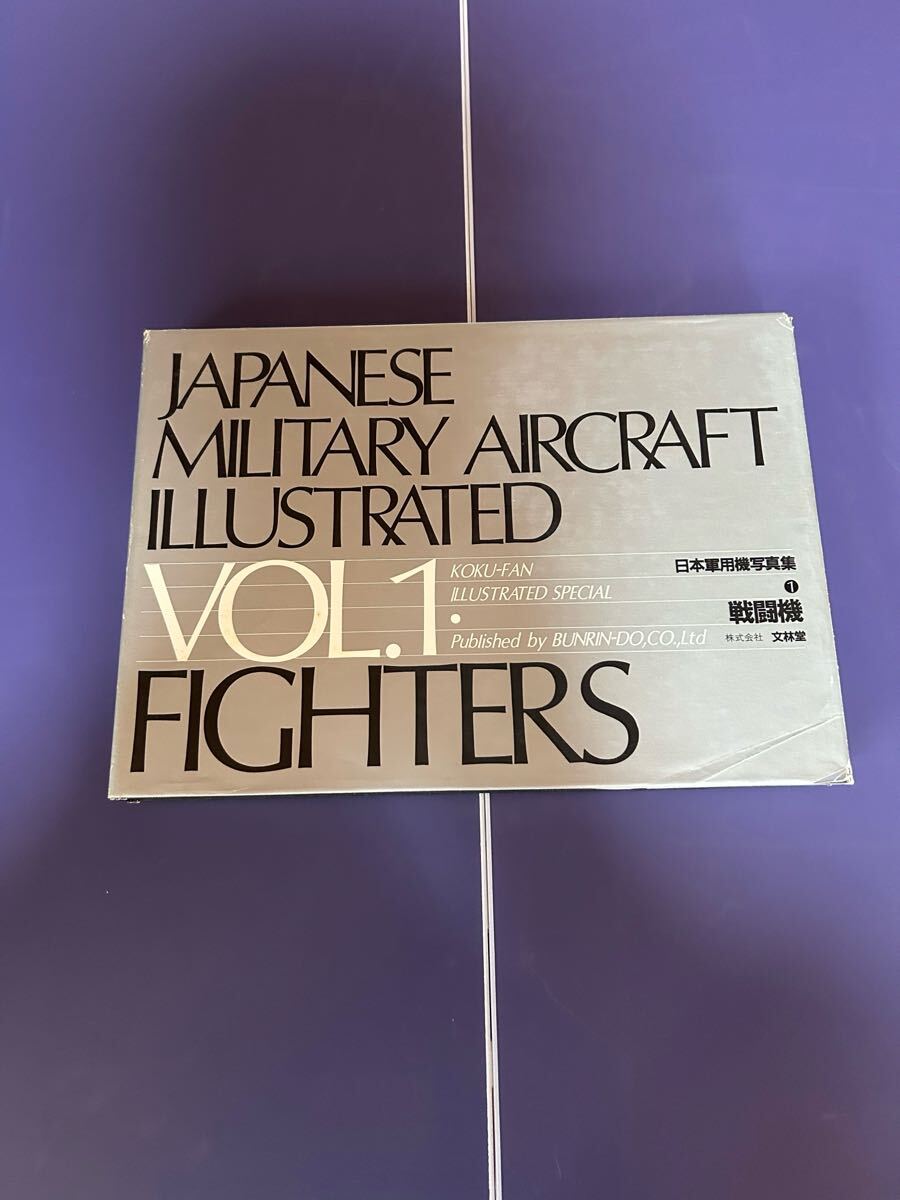 JAPANESE
MILITARY AIRCRAFT
ILLUSTRATED
VOL.1.
KOKU-FAN
ILLUSTRATED SPECIAL
Published by BUNRIN-DO,CO.,Ltd
日本軍用機写真集
1
戦闘機
株式会社 文林堂
FIGHTERS